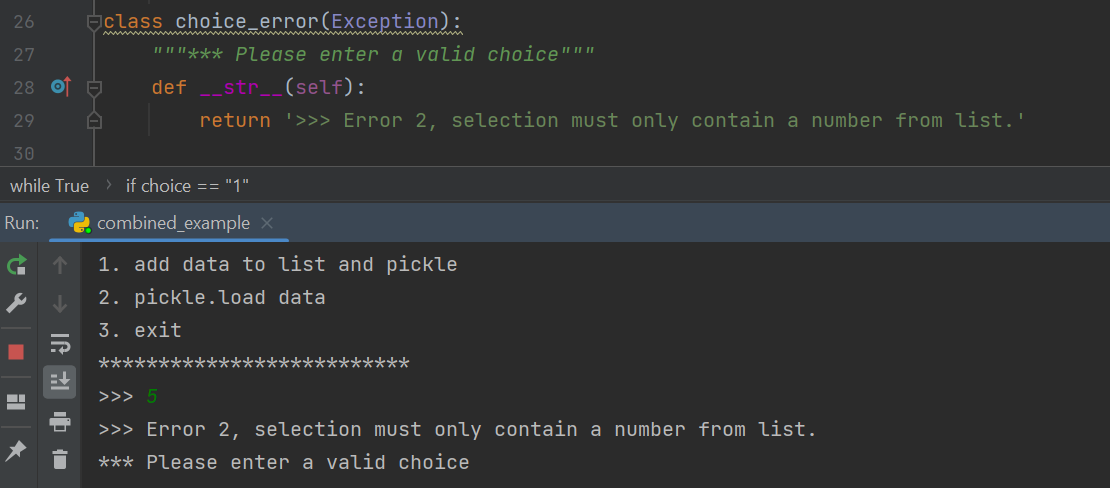 26 class choice_error(Exception):
27 """*** Please enter a valid choice"""
28 def __str__(self):
29 return '>>> Error 2, selection must only contain a number from list.'
30
while True › if choice == "1"
Run: combined_example ×
1. add data to list and pickle
2. pickle.load data
3. exit
**************************
>>> 5
>>> Error 2, selection must only contain a number from list.
*** Please enter a valid choice